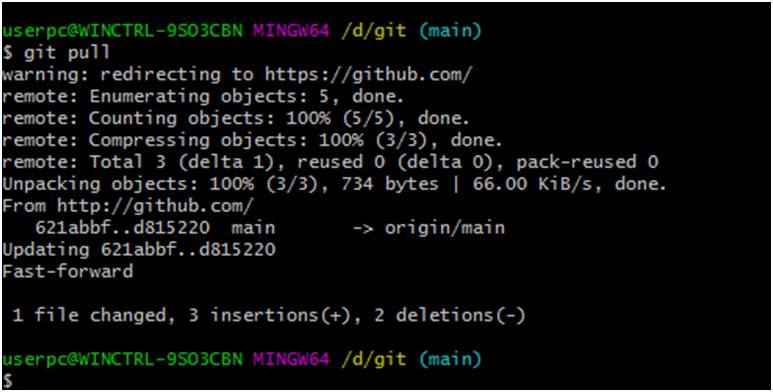 userpc@WINCTRL-9SO3CBN MINGW64 /d/git (main)
$ git pull
warning: redirecting to https://github.com/
remote: Enumerating objects: 5, done.
remote: Counting objects: 100% (5/5), done.
remote: Compressing objects: 100% (3/3), done.
remote: Total 3 (delta 1), reused 0 (delta 0), pack-reused 0
Unpacking objects: 100% (3/3), 734 bytes | 66.00 KiB/s, done.
From http://github.com/
   621abbf..d815220  main       -> origin/main
Updating 621abbf..d815220
Fast-forward
 1 file changed, 3 insertions(+), 2 deletions(-)
userpc@WINCTRL-9SO3CBN MINGW64 /d/git (main)
$